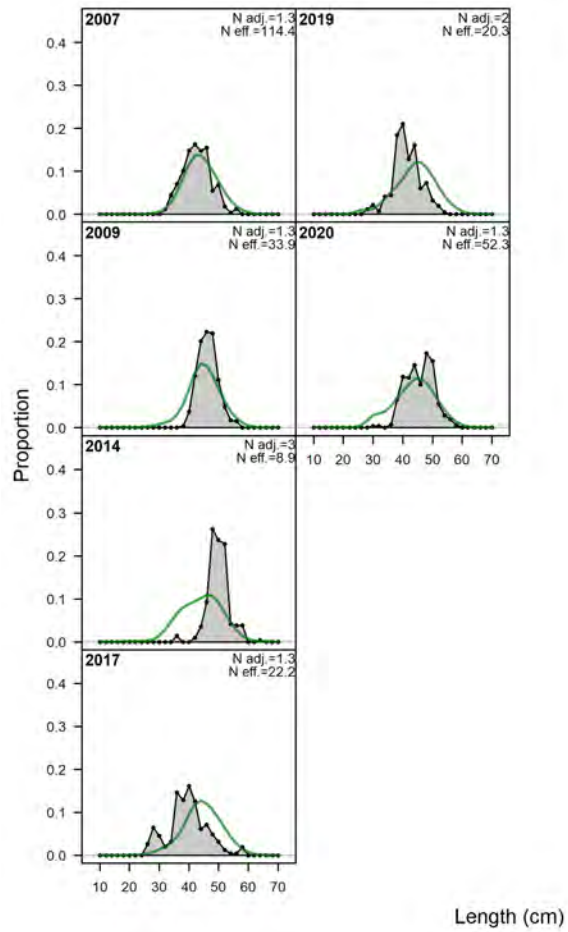 2007
N adj.=1.3
N eff.=114.4
2019
N adj.=2
N eff.=20.3
0.4
0.3
0.2
0.1
0.0
2009
N adj.=1.3
N eff.=33.9
2020
N adj.=1.3
N eff.=52.3
0.4
0.3
0.2
0.1
0.0
10 20 30 40 50 60 70
Proportion
2014
N adj.=3
N eff.=8.9
0.4
0.3
0.2
0.1
0.0
2017
N adj.=1.3
N eff.=22.2
0.4
0.3
0.2
0.1
0.0
10 20 30 40 50 60 70
Length (cm)